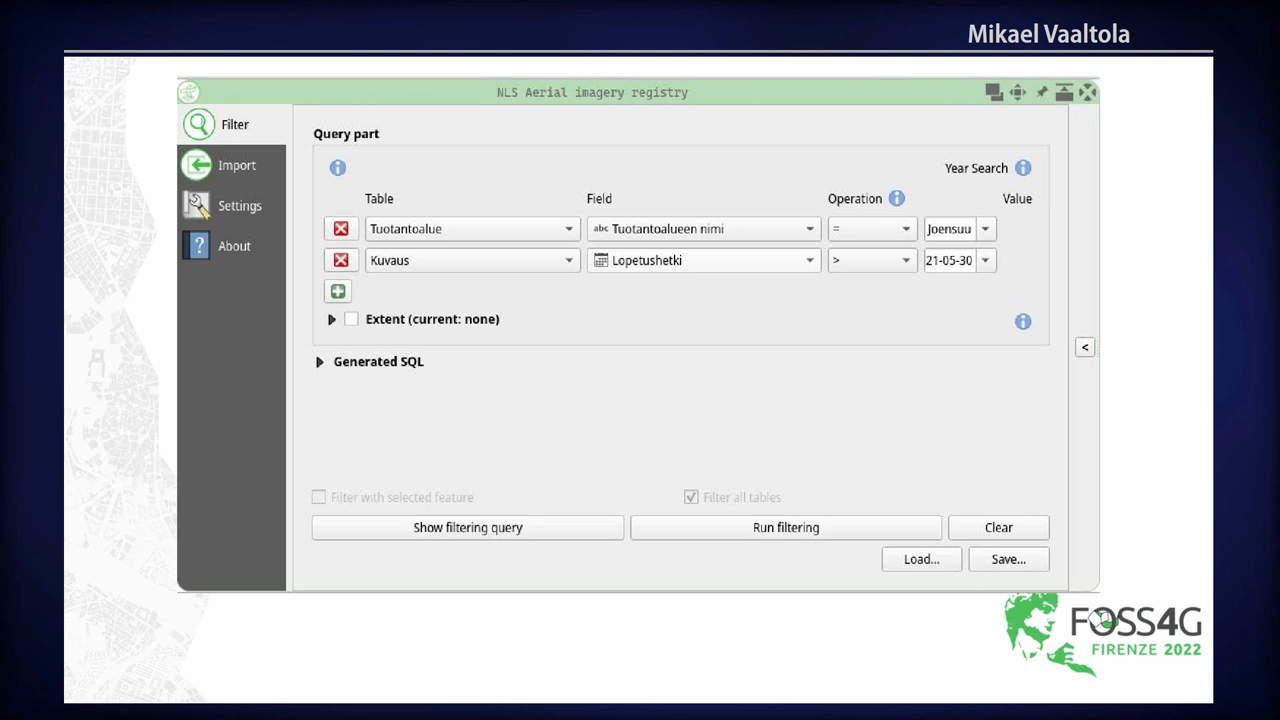 Mikael Vaaltola
NLS Aerial imagery registry
Filter
Import
Settings
About
Query part
Year Search
Table Field Operation Value
Tuotantoalue abc Tuotantoalueen nimi = Joensuu
Kuvaus Lopetushetki > 21-05-30
Extent (current: none)
<
Generated SQL
Filter with selected feature Filter all tables
Show filtering query Run filtering Clear
Load... Save...
FOSS4G
FIRENZE 2022